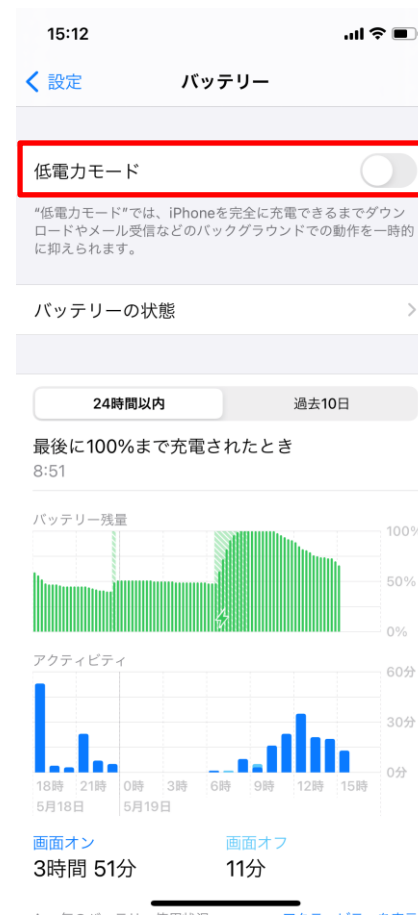 15:12
設定
バッテリー
低電力モード
“低電力モード”では、iPhoneを完全に充電できるまでダウン
ロードやメール受信などのバックグラウンドでの動作を一時的
に抑えられます。
バッテリーの状態
24時間以内 過去10日
最後に100%まで充電されたとき
8:51
バッテリー残量
100%
50%
0%
アクティビティ
60分
30分
0分
18時 21時 0時 3時 6時 9時 12時 15時
5月18日 5月19日
画面オン 画面オフ
3時間 51分 11分